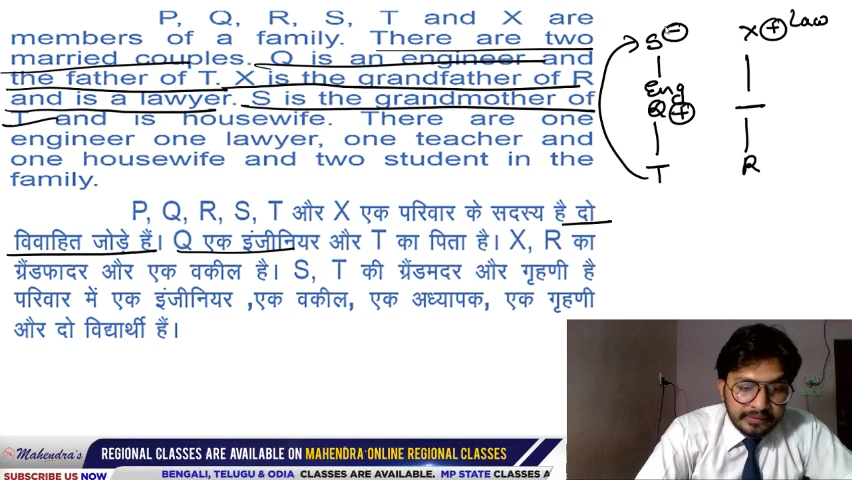 P, Q, R, S, T and X are
members of a family. There are two
married couples. Q is an engineer and
the father of T. X is the grandfather of R
and is a lawyer. S is the grandmother of
T and is housewife. There are one
engineer one lawyer, one teacher and
one housewife and two student in the
family.
P, Q, R, S, T और X एक परिवार के सदस्य है दो
विवाहित जोड़े हैं। Q एक इंजीनियर और T का पिता है। X, R का
ग्रैंडफादर और एक वकील है। S, T की ग्रैंडमदर और गृहणी है
परिवार में एक इंजीनियर ,एक वकील, एक अध्यापक, एक गृहणी
और दो विद्यार्थी हैं।
S - X + Law
Eng
Q +
T R
Mahendra's
REGIONAL CLASSES ARE AVAILABLE ON MAHENDRA ONLINE REGIONAL CLASSES
SUBSCRIBE US NOW BENGALI, TELUGU & ODIA CLASSES ARE AVAILABLE. MP STATE CLASSES A